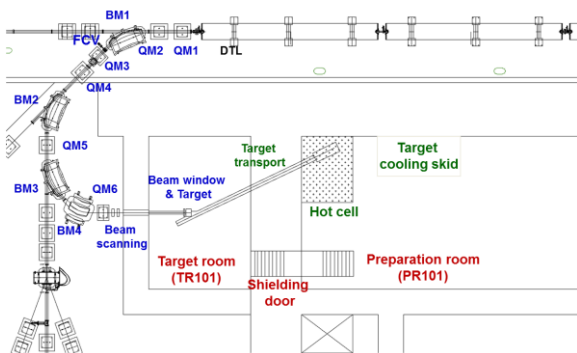 BM1
FCV
QM2
QM1
DTL
QM3
QM4
BM2
QM5
BM3
QM6
BM4
Beam
scanning
Beam window
& Target
Target
transport
Target
cooling skid
Hot cell
Target room
(TR101)
Shielding
door
Preparation room
(PR101)